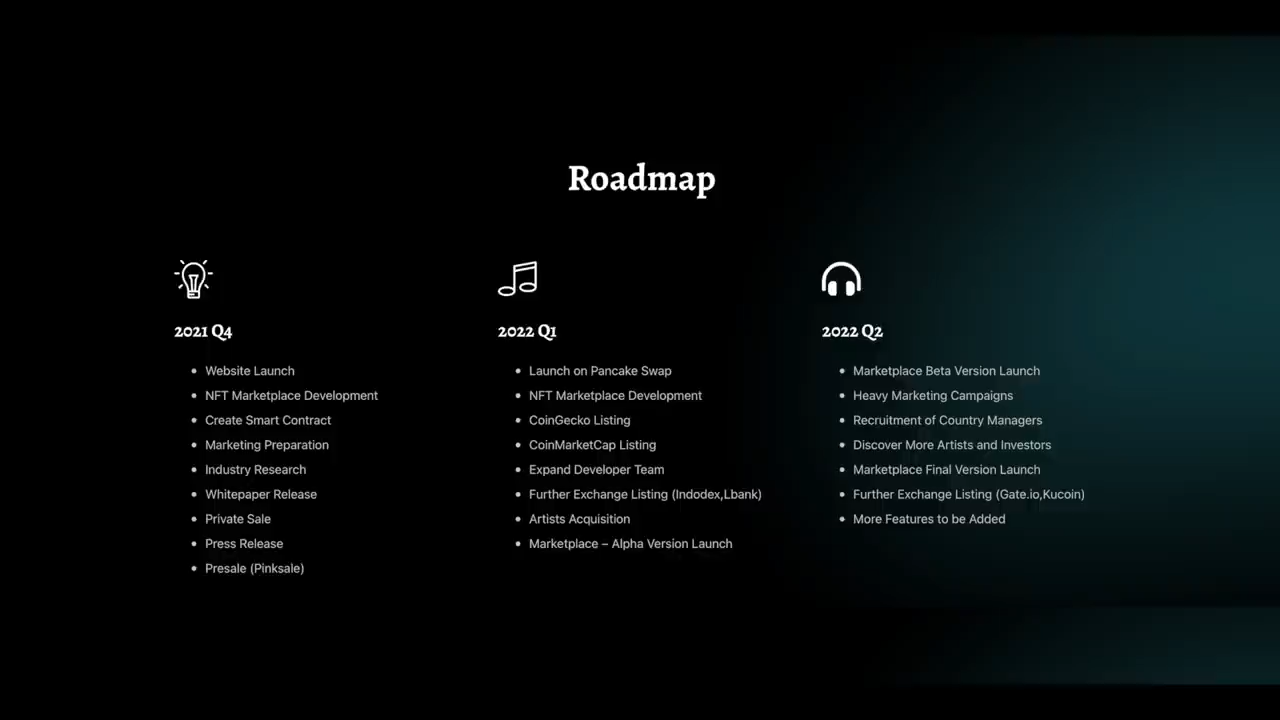 Roadmap
2021 Q4
Website Launch
NFT Marketplace Development
Create Smart Contract
Marketing Preparation
Industry Research
Whitepaper Release
Private Sale
Press Release
Presale (Pinksale)
2022 Q1
Launch on Pancake Swap
NFT Marketplace Development
CoinGecko Listing
CoinMarketCap Listing
Expand Developer Team
Further Exchange Listing (Indodex,Lbank)
Artists Acquisition
Marketplace – Alpha Version Launch
2022 Q2
Marketplace Beta Version Launch
Heavy Marketing Campaigns
Recruitment of Country Managers
Discover More Artists and Investors
Marketplace Final Version Launch
Further Exchange Listing (Gate.io,Kucoin)
More Features to be Added